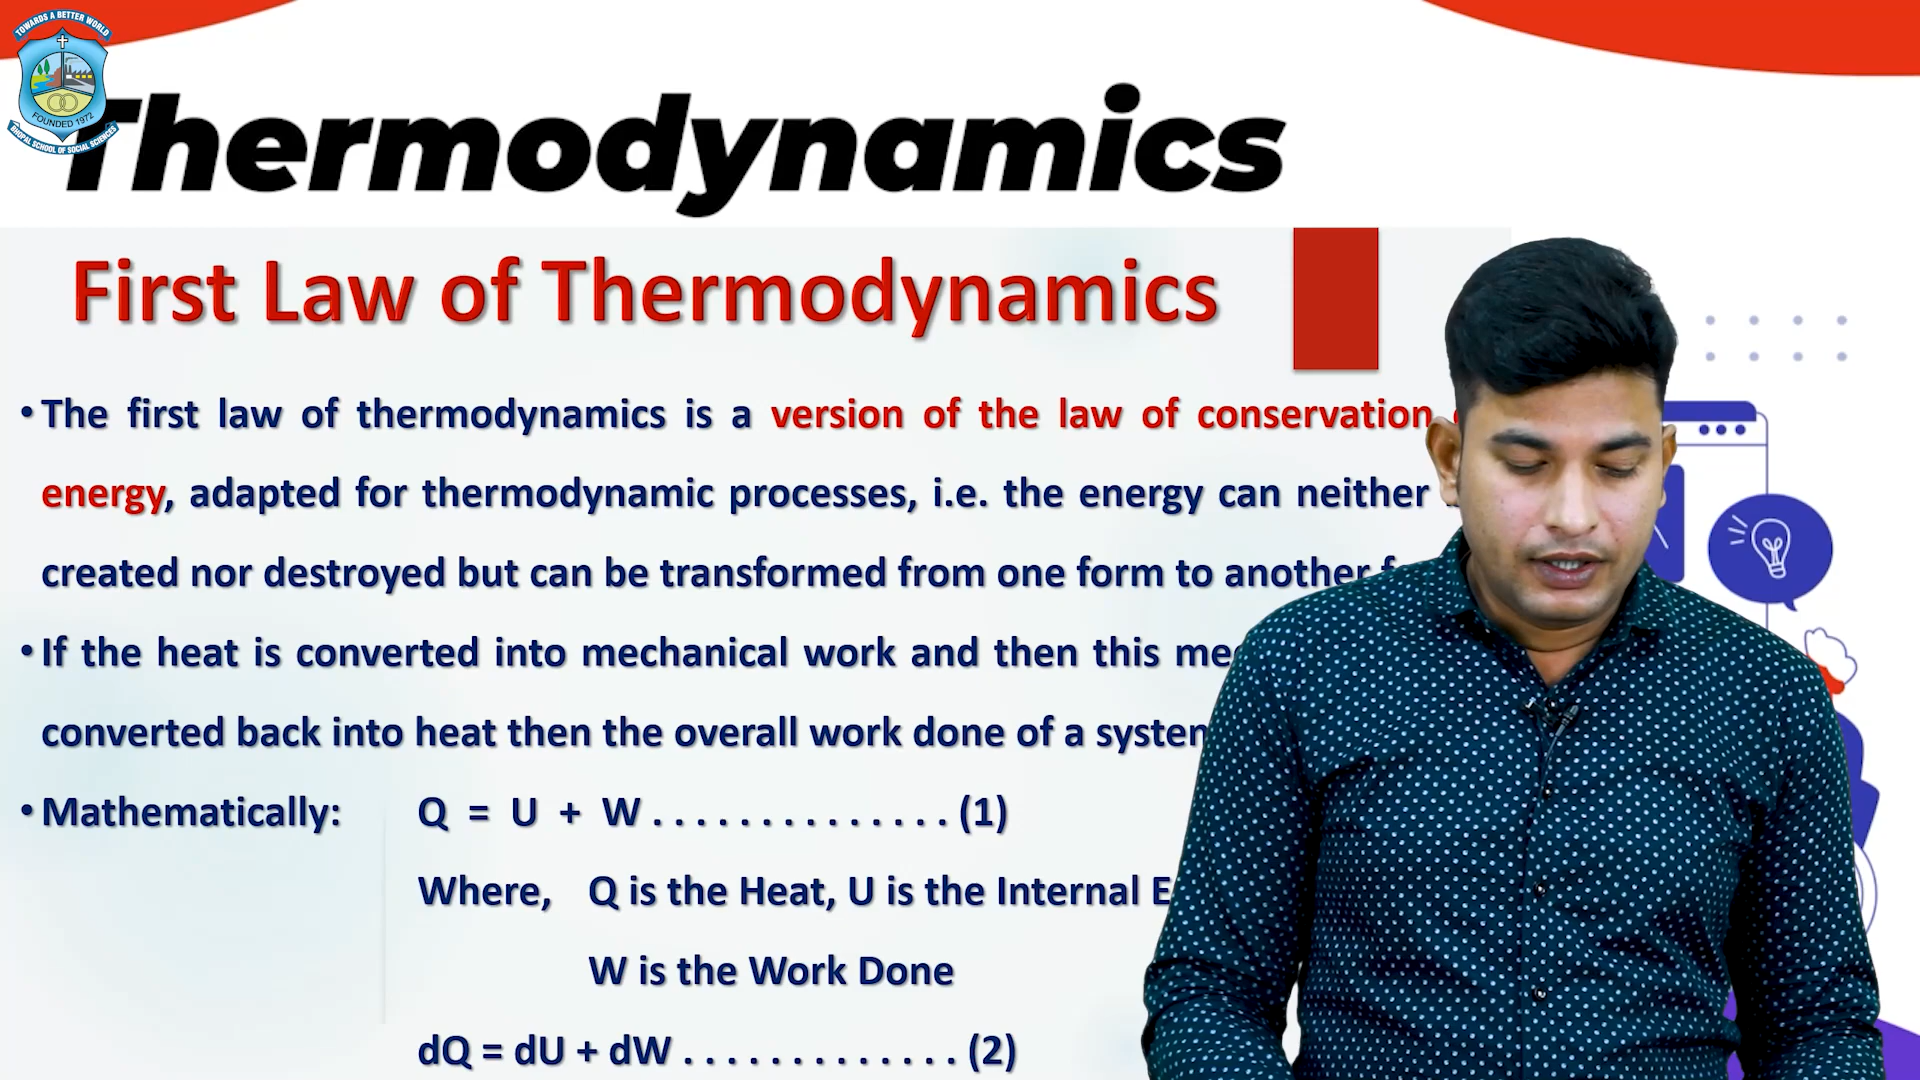 TOWARDS A BETTER WORLD
FOUNDED 1972
BHOPAL SCHOOL OF SOCIAL SCIENCES
Thermodynamics
First Law of Thermodynamics
• The first law of thermodynamics is a version of the law of conservation
energy, adapted for thermodynamic processes, i.e. the energy can neither
created nor destroyed but can be transformed from one form to another
• If the heat is converted into mechanical work and then this
converted back into heat then the overall work done of a
• Mathematically: Q = U + W . . . . . . . . . . . . . . (1)
Where, Q is the Heat, U is the Internal
W is the Work Done
dQ = dU + dW . . . . . . . . . . . . . (2)